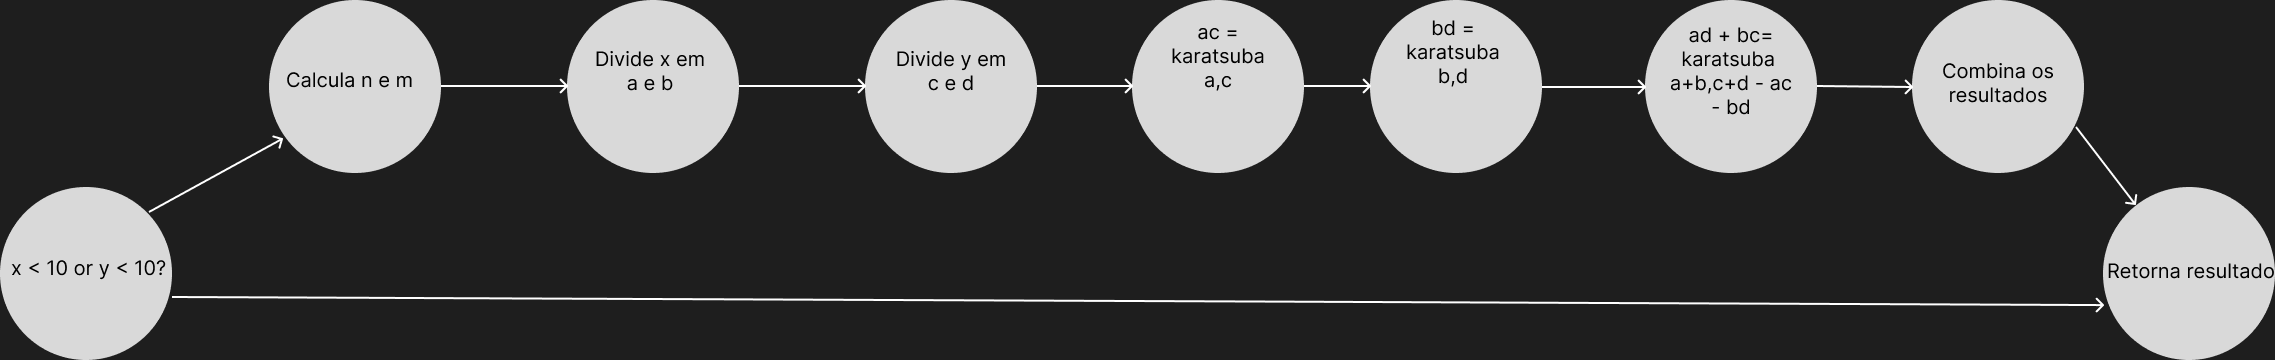 x < 10 or y < 10?
Calcula n e m
Divide x em
a e b
Divide y em
c e d
ac =
karatsuba
a,c
bd =
karatsuba
b,d
ad + bc=
karatsuba
a+b,c+d - ac
- bd
Combina os
resultados
Retorna resultado